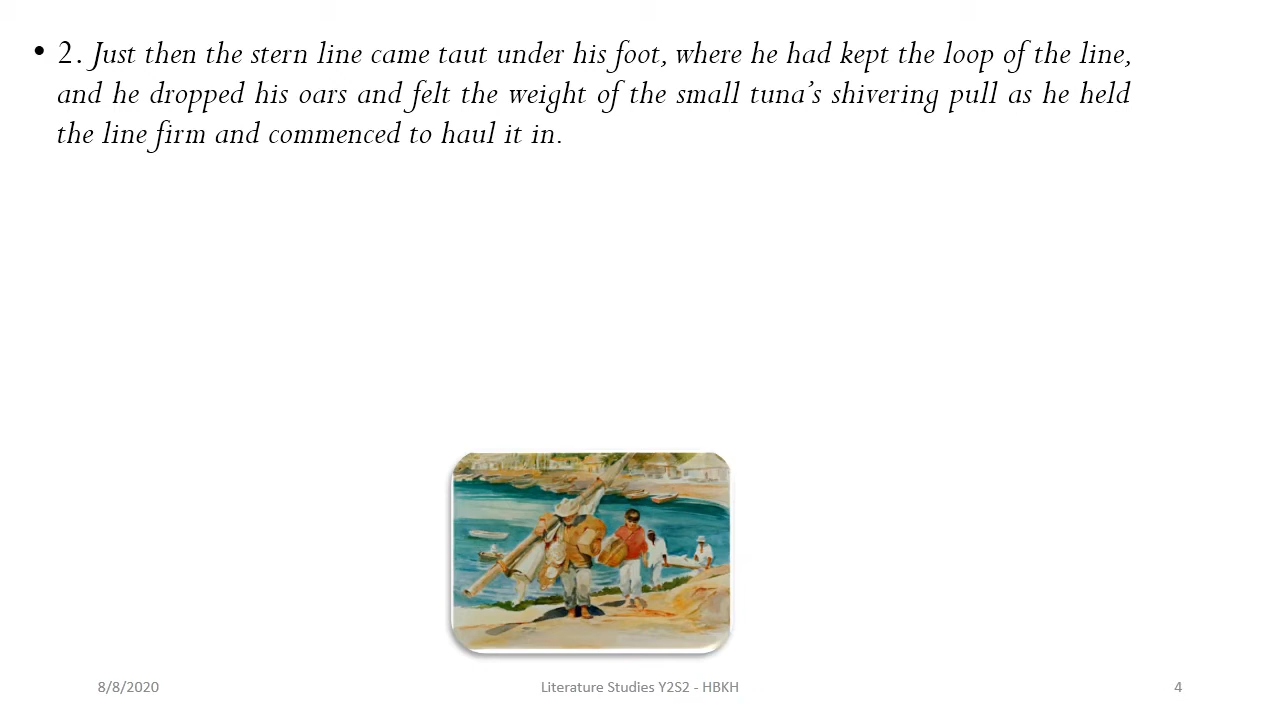 • 2. Just then the stern line came taut under his foot, where he had kept the loop of the line,
and he dropped his oars and felt the weight of the small tuna’s shivering pull as he held
the line firm and commenced to haul it in.
8/8/2020
Literature Studies Y2S2 - HBKH
4